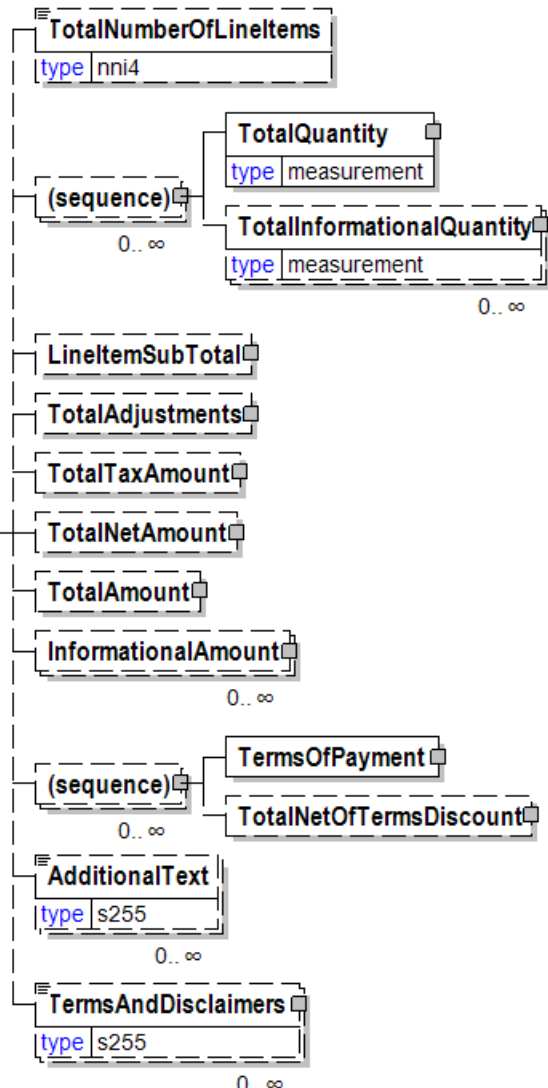 TotalNumberOfLineItems
type nni4
TotalQuantity
type measurement
(sequence)
0.. ∞
TotalInformationalQuantity
type measurement
0.. ∞
LineItemSubTotal
TotalAdjustments
TotalTaxAmount
TotalNetAmount
TotalAmount
InformationalAmount
0.. ∞
TermsOfPayment
(sequence)
0.. ∞
TotalNetOfTermsDiscount
AdditionalText
type s255
0.. ∞
TermsAndDisclaimers
type s255
0.. ∞